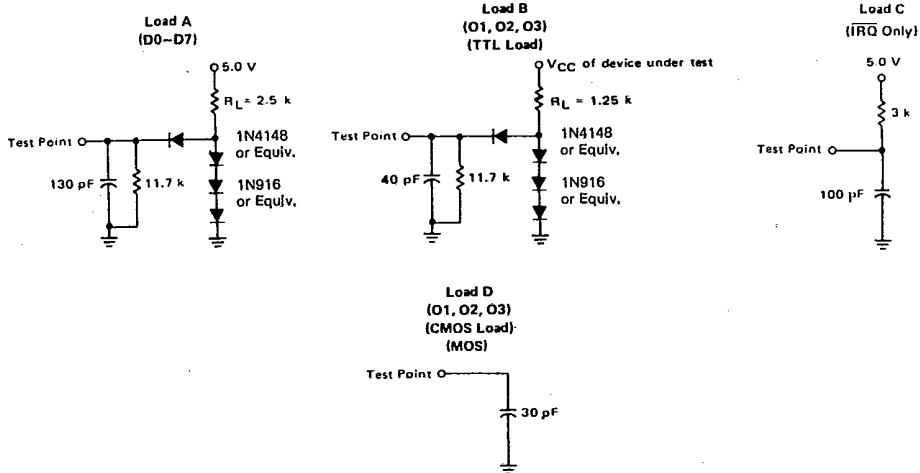 Load A
(D0~D7)
5.0 V
RL = 2.5 k
Test Point
1N4148
or Equiv.
1N916
or Equiv.
130 pF
11.7 k
Load B
(O1, O2, O3)
(TTL Load)
VCC of device under test
RL = 1.25 k
Test Point
1N4148
or Equiv.
1N916
or Equiv.
40 pF
11.7 k
Load C
(IRQ Only)
5.0 V
3 k
Test Point
100 pF
Load D
(O1, O2, O3)
(CMOS Load)
(MOS)
Test Point
30 pF